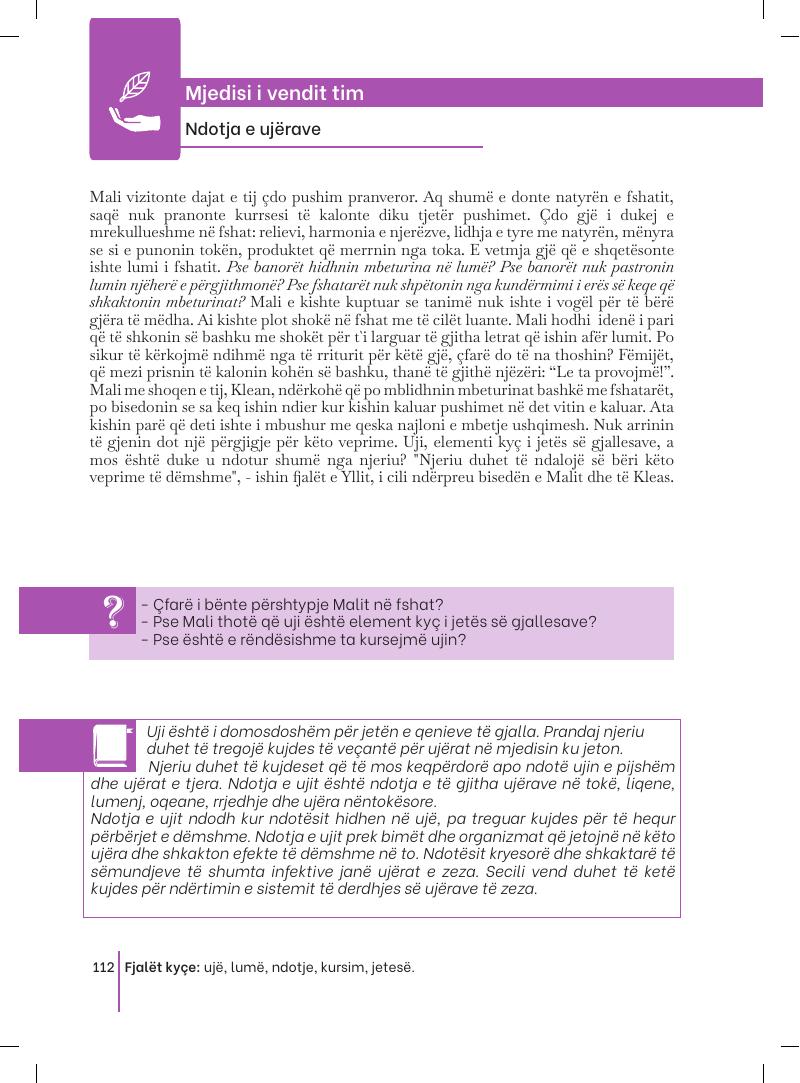 Mjedisi i vendit tim
Ndotja e ujërave
Mali vizitonte dajat e tij çdo pushim pranveror. Aq shumë e donte natyrën e fshatit,
saqë nuk pranonte kurrsesi të kalonte diku tjetër pushimet. Çdo gjë i dukej e
mrekullueshme në fshat: relievi, harmonia e njerëzve, lidhja e tyre me natyrën, mënyra
se si e punonin tokën, produktet që merrnin nga toka. E vetmja gjë që e shqetësonte
ishte lumi i fshatit. Pse banorët hidhnin mbeturina në lumë? Pse banorët nuk pastronin
lumin njëherë e përgjithmonë? Pse fshatarët nuk shpëtonin nga kundërmimi i erës së keqe që
shkaktonin mbeturinat? Mali e kishte kuptuar se tanimë nuk ishte i vogël për të bërë
gjëra të mëdha. Ai kishte plot shokë në fshat me të cilët luante. Mali hodhi  idenë i pari
që të shkonin së bashku me shokët për t`i larguar të gjitha letrat që ishin afër lumit. Po
sikur të kërkojmë ndihmë nga të rriturit për këtë gjë, çfarë do të na thoshin? Fëmijët,
që mezi prisnin të kalonin kohën së bashku, thanë të gjithë njëzëri: “Le ta provojmë!”.
Mali me shoqen e tij, Klean, ndërkohë që po mblidhnin mbeturinat bashkë me fshatarët,
po bisedonin se sa keq ishin ndier kur kishin kaluar pushimet në det vitin e kaluar. Ata
kishin parë që deti ishte i mbushur me qeska najloni e mbetje ushqimesh. Nuk arrinin
të gjenin dot një përgjigje për këto veprime. Uji, elementi kyç i jetës së gjallesave, a
mos është duke u ndotur shumë nga njeriu? "Njeriu duhet të ndalojë së bëri këto
veprime të dëmshme", - ishin fjalët e Yllit, i cili ndërpreu bisedën e Malit dhe të Kleas.
?
- Çfarë i bënte përshtypje Malit në fshat?
- Pse Mali thotë që uji është element kyç i jetës së gjallesave?
- Pse është e rëndësishme ta kursejmë ujin?
Uji është i domosdoshëm për jetën e qenieve të gjalla. Prandaj njeriu
duhet të tregojë kujdes të veçantë për ujërat në mjedisin ku jeton.
Njeriu duhet të kujdeset që të mos keqpërdorë apo ndotë ujin e pijshëm
dhe ujërat e tjera. Ndotja e ujit është ndotja e të gjitha ujërave në tokë, liqene,
lumenj, oqeane, rrjedhje dhe ujëra nëntokësore.
Ndotja e ujit ndodh kur ndotësit hidhen në ujë, pa treguar kujdes për të hequr
përbërjet e dëmshme. Ndotja e ujit prek bimët dhe organizmat që jetojnë në këto
ujëra dhe shkakton efekte të dëmshme në to. Ndotësit kryesorë dhe shkaktarë të
sëmundjeve të shumta infektive janë ujërat e zeza. Secili vend duhet të ketë
kujdes për ndërtimin e sistemit të derdhjes së ujërave të zeza.
112 Fjalët kyçe: ujë, lumë, ndotje, kursim, jetesë.